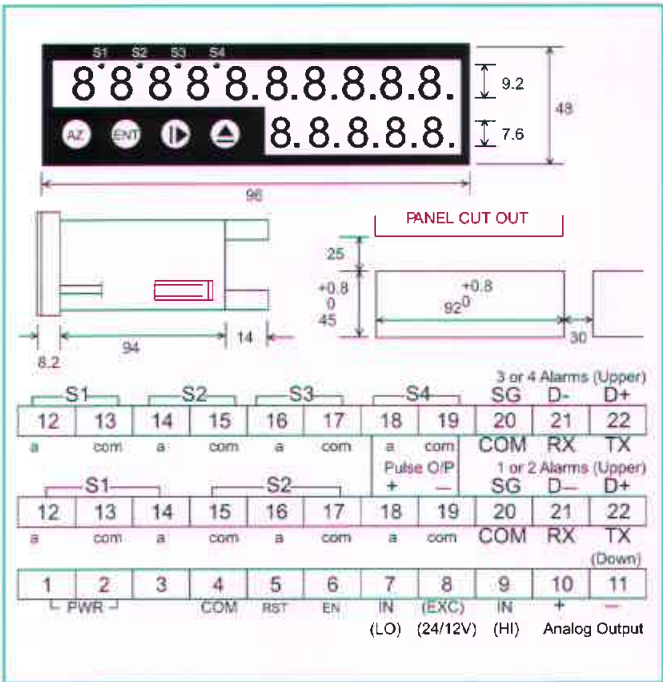 S1 S2 S3 S4
8 8 8 8 8.8.8.8.8.8.
9.2
48
AZ ENT
8.8.8.8.8.
7.6
96
PANEL CUT OUT
25
+0.8
0
45
+0.8
92 0
30
8.2
94
14
3 or 4 Alarms (Upper)
S1 S2 S3 S4 SG D- D+
12 13 14 15 16 17 18 19 20 21 22
a com a com a com a com COM RX TX
Pulse O/P
1 or 2 Alarms (Upper)
S1 S2 + — SG D— D+
12 13 14 15 16 17 18 19 20 21 22
a com a com a com a com COM RX TX
(Down)
1 2 3 4 5 6 7 8 9 10 11
PWR COM RST EN IN (EXC) IN + —
(LO) (24/12V) (HI) Analog Output